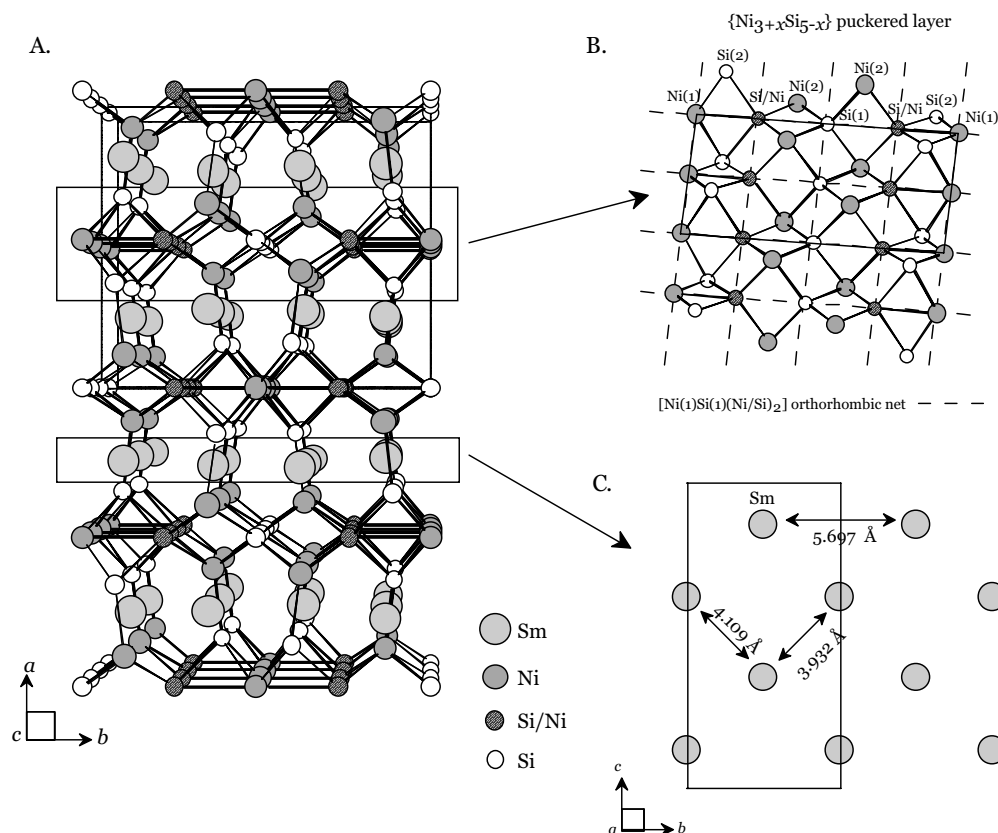 A.
a
c
b
Sm
Ni
Si/Ni
Si
B.
{Ni3+xSi5-x} puckered layer
Si(2)
Ni(2)
Ni(2)
Ni(1)
Si/Ni
Si(1)
Si/Ni
Si(2)
Ni(1)
[Ni(1)Si(1)(Ni/Si)2] orthorhombic net
C.
Sm
5.697 Å
4.109 Å
3.932 Å
c
a
b